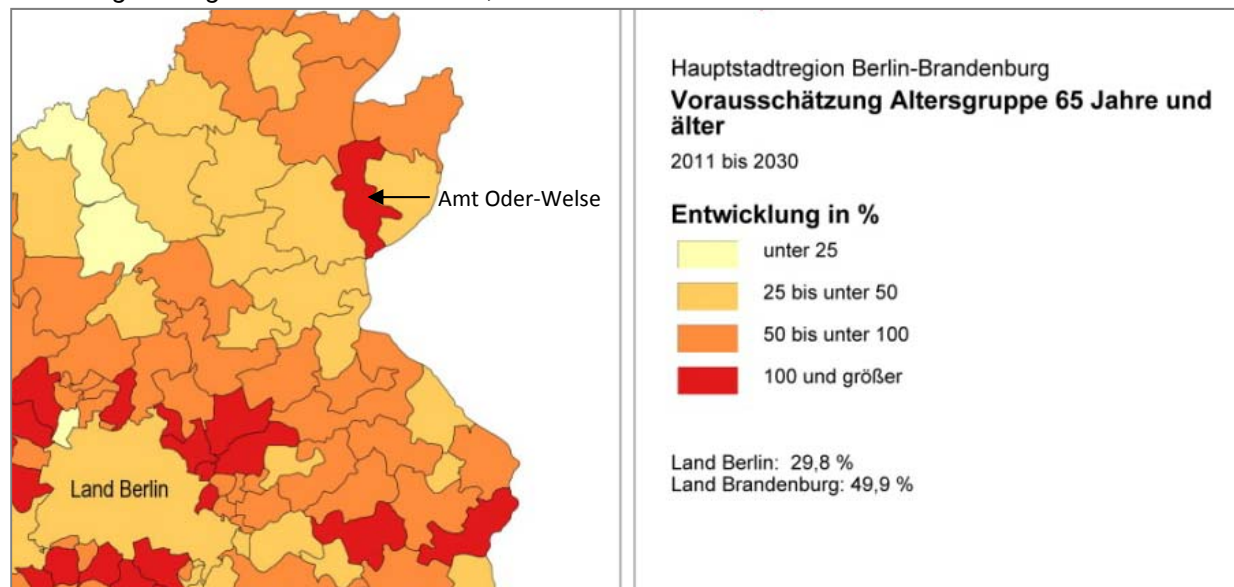 Amt Oder-Welse
Land Berlin
Hauptstadtregion Berlin-Brandenburg
Vorausschätzung Altersgruppe 65 Jahre und
älter
2011 bis 2030
Entwicklung in %
unter 25
25 bis unter 50
50 bis unter 100
100 und größer
Land Berlin: 29,8 %
Land Brandenburg: 49,9 %